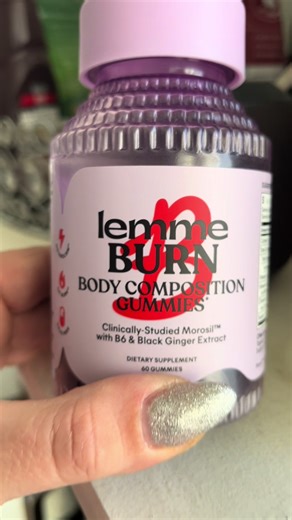 lemme
BURN
BODY COMPOSITION
GUMMIES*
Clinically-Studied Morosil™
with B6 & Black Ginger Extract
DIETARY SUPPLEMENT
60 GUMMIES